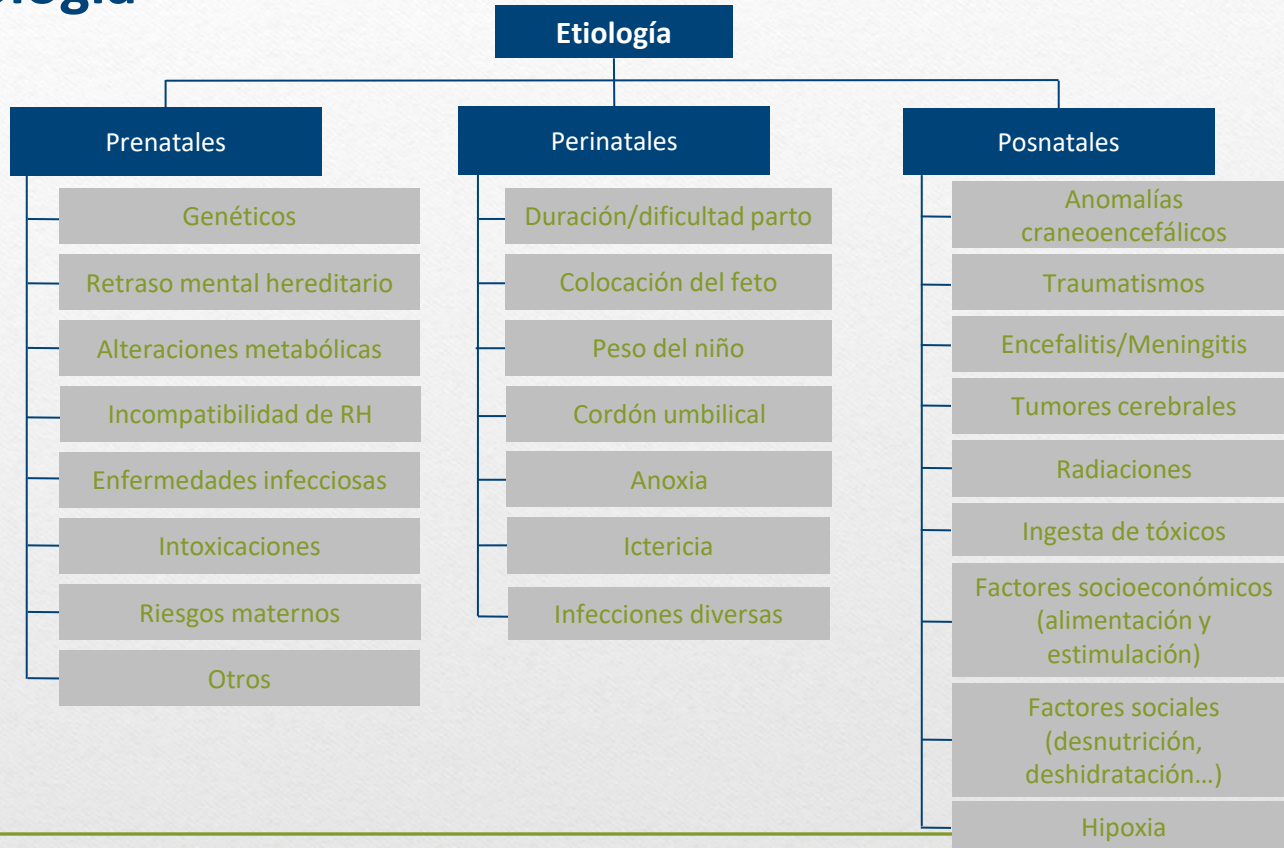 Etiología
Prenatales
Genéticos
Retraso mental hereditario
Alteraciones metabólicas
Incompatibilidad de RH
Enfermedades infecciosas
Intoxicaciones
Riesgos maternos
Otros
Perinatales
Duración/dificultad parto
Colocación del feto
Peso del niño
Cordón umbilical
Anoxia
Ictericia
Infecciones diversas
Posnatales
Anomalías
craneoencefálicos
Traumatismos
Encefalitis/Meningitis
Tumores cerebrales
Radiaciones
Ingesta de tóxicos
Factores socioeconómicos
(alimentación y
estimulación)
Factores sociales
(desnutrición,
deshidratación…)
Hipoxia